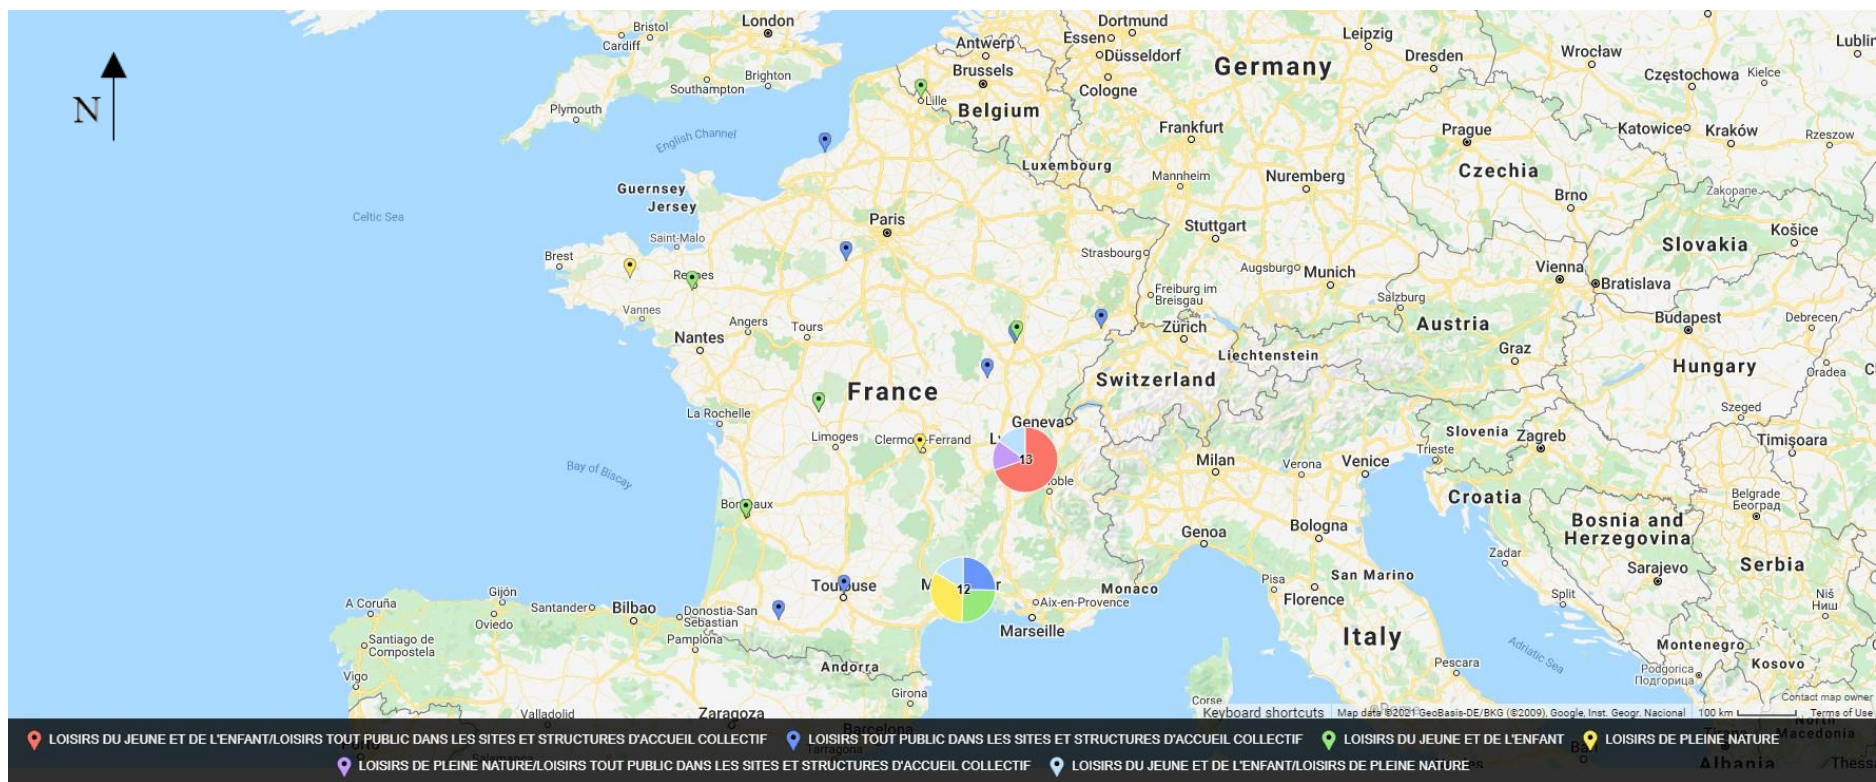 N
London
Bristol
Cardiff
Brighton
Southampton
Plymouth
English Channel
Guernsey
Jersey
Celtic Sea
Saint-Malo
Brest
Vannes
Angers
Tours
Nantes
La Rochelle
Limoges
Paris
Lille
Antwerp
Brussels
Belgium
Dortmund
Essen
Düsseldorf
Cologne
Germany
Leipzig
Dresden
Wrocław
Częstochowa
Kielce
Katowice
Kraków
Rzeszow
Frankfurt
Luxembourg
Mannheim
Nuremberg
Prague
Czechia
Brno
Zakopane
Košice
Slovakia
Stuttgart
Strasbourg
Augsburg
Munich
Vienna
Bratislava
Freiburg im
Breisgau
Salzburg
Zürich
Liechtenstein
Austria
Graz
Budapest
Debrecen
Hungary
Oradea
Szeged
Timișoara
France
Switzerland
Geneva
13
Milan
Verona
Venice
Slovenia
Zagreb
Trieste
Croatia
Belgrade
Београд
Bosnia and
Herzegovina
Serbia
Sarajevo
Zadar
Split
Niš
Ниш
Bay of Biscay
Genoa
Bologna
Pisa
Florence
San Marino
Monaco
12
Aix-en-Provence
Marseille
Italy
Adriatic Sea
Pescara
Montenegro
Podgorica
Подгорица
Kosovo
A Coruña
Gijón
Oviedo
Santander
Bilbao
Donostia-San
Sebastian
Pamplona
Santiago de
Compostela
Vigo
Andorra
Girona
Corse
Valladolid
Zaragoza
Barcelona
Tarragona
Contact map owner
Keyboard shortcuts
Map data ©2021 GeoBasis-DE/BKG (©2009), Google, Inst. Geogr. Nacional
100 km
Terms of Use
North
Macedonia
Albania
LOISIRS DU JEUNE ET DE L'ENFANT/LOISIRS TOUT PUBLIC DANS LES SITES ET STRUCTURES D'ACCUEIL COLLECTIF
LOISIRS TOUT PUBLIC DANS LES SITES ET STRUCTURES D'ACCUEIL COLLECTIF
LOISIRS DU JEUNE ET DE L'ENFANT
LOISIRS DE PLEINE NATURE
LOISIRS DE PLEINE NATURE/LOISIRS TOUT PUBLIC DANS LES SITES ET STRUCTURES D'ACCUEIL COLLECTIF
LOISIRS DU JEUNE ET DE L'ENFANT/LOISIRS DE PLEINE NATURE